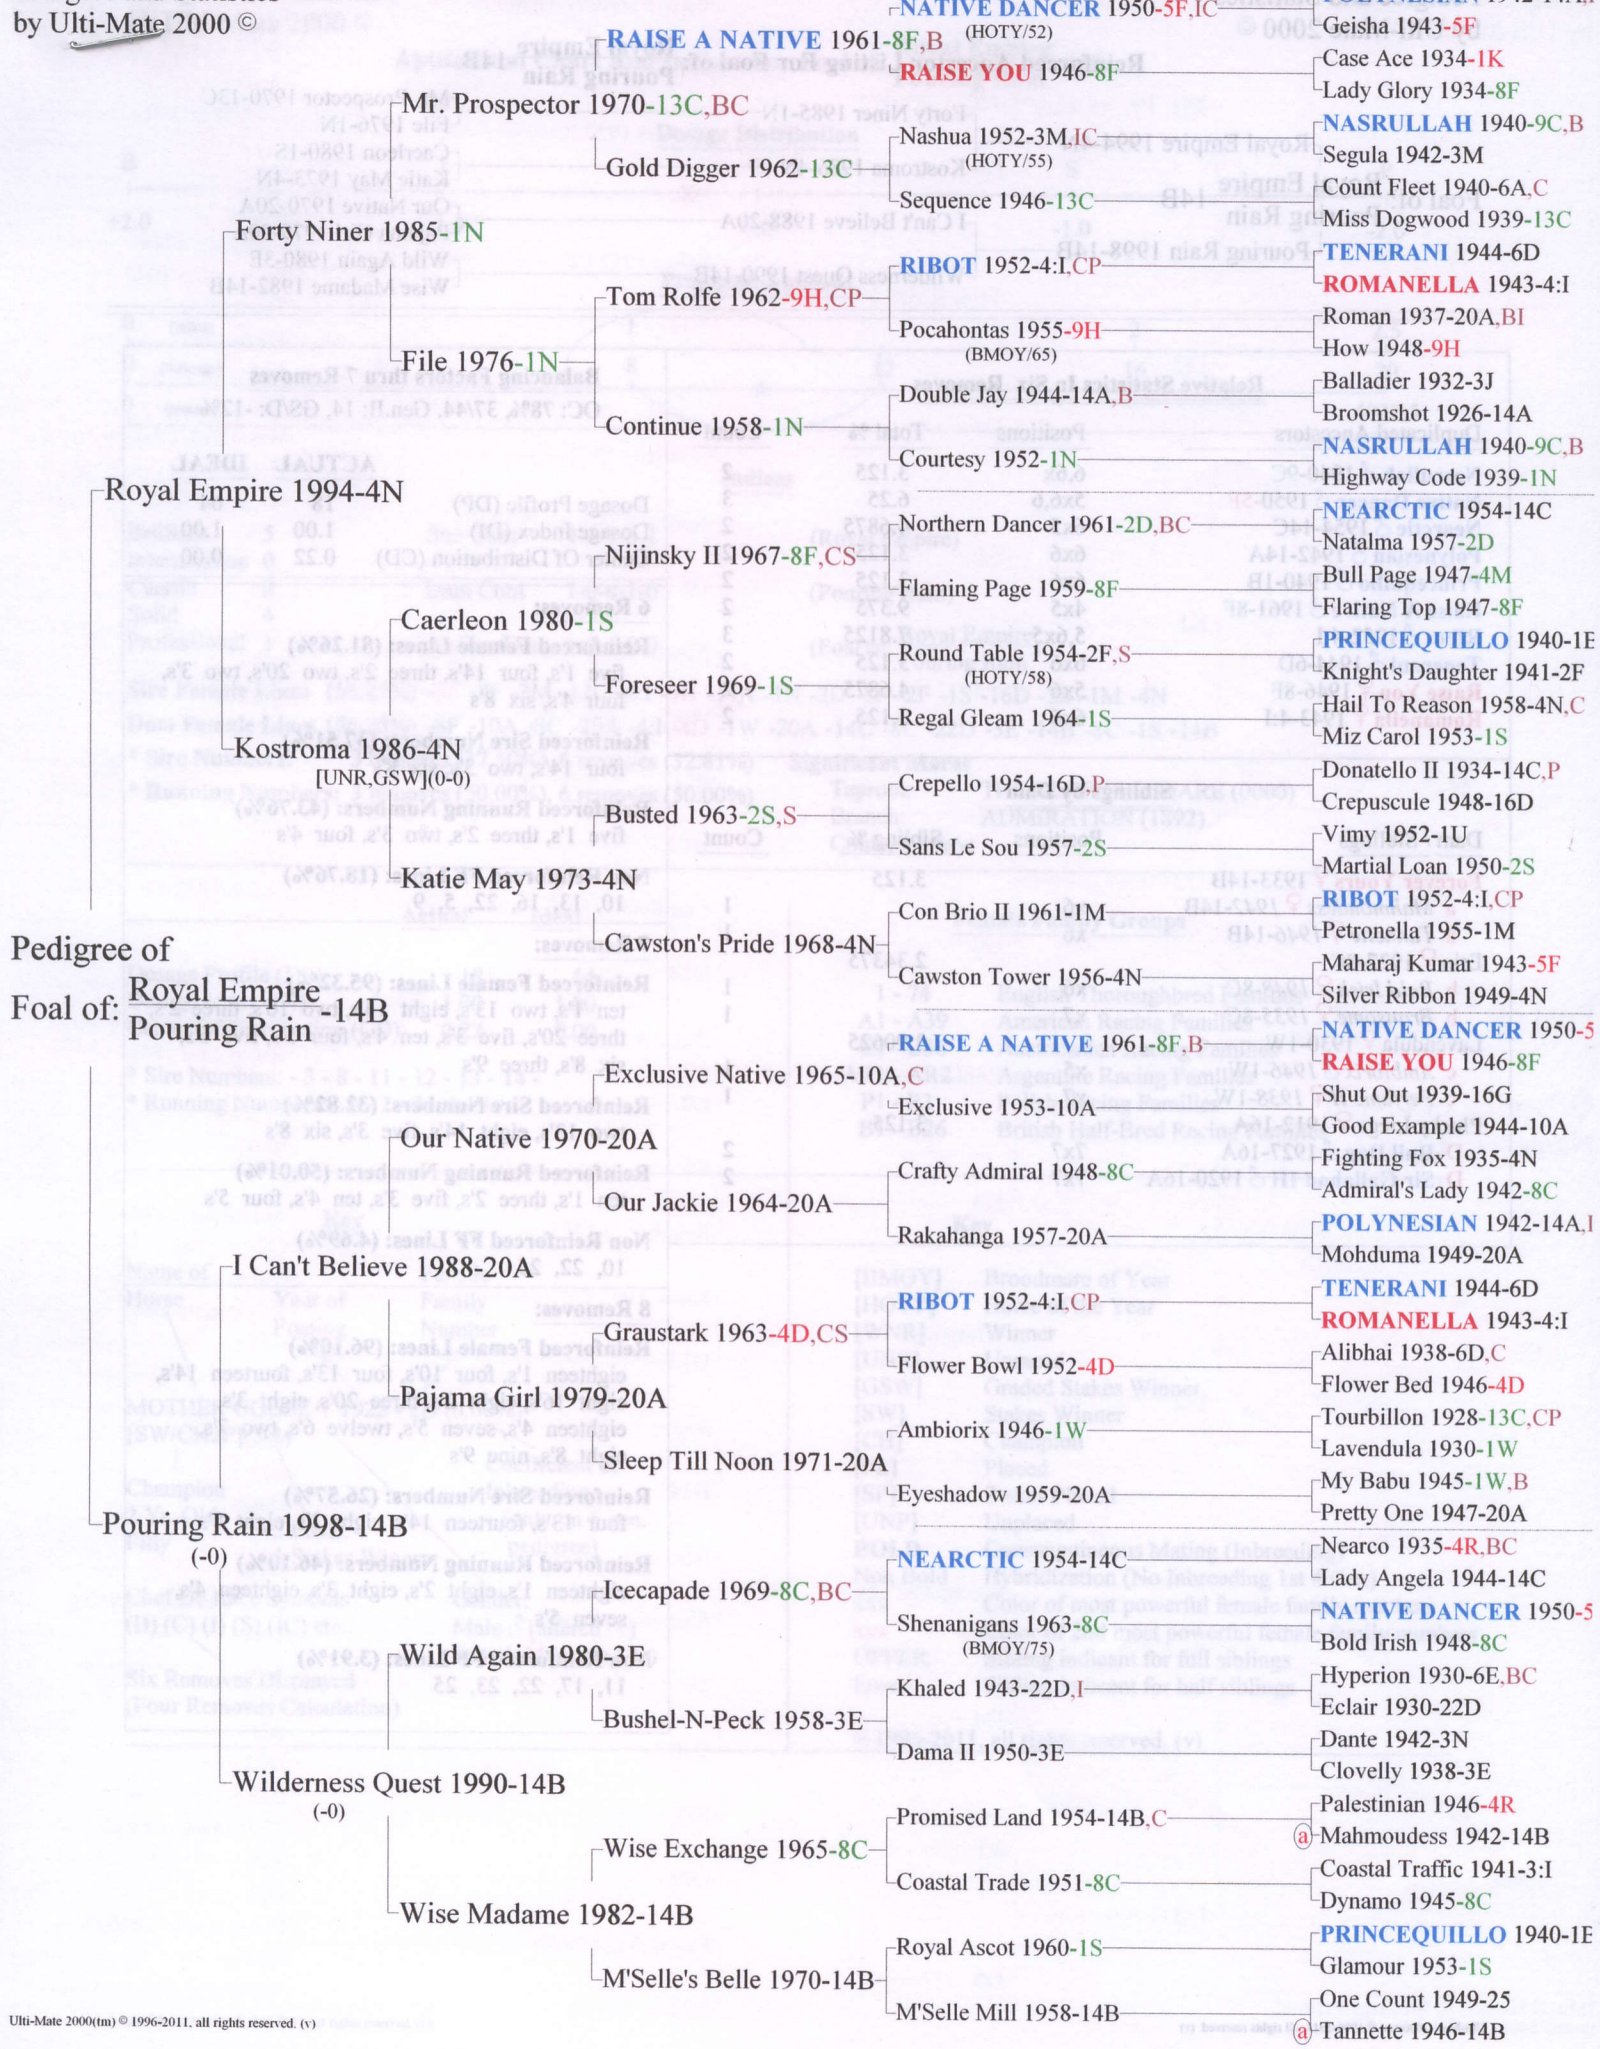 by Ulti-Mate 2000 ©
NATIVE DANCER 1950-5F,IC
(HOTY/52)
Geisha 1943-5F
RAISE A NATIVE 1961-8F,B
RAISE YOU 1946-8F
Case Ace 1934-1K
Lady Glory 1934-8F
Mr. Prospector 1970-13C,BC
Nashua 1952-3M,IC
(HOTY/55)
NASRULLAH 1940-9C,B
Segula 1942-3M
Gold Digger 1962-13C
Sequence 1946-13C
Count Fleet 1940-6A,C
Miss Dogwood 1939-13C
Forty Niner 1985-1N
RIBOT 1952-4:I,CP
TENERANI 1944-6D
ROMANELLA 1943-4:I
Tom Rolfe 1962-9H,CP
Pocahontas 1955-9H
(BMOY/65)
Roman 1937-20A,BI
How 1948-9H
File 1976-1N
Double Jay 1944-14A,B
Balladier 1932-3J
Broomshot 1926-14A
Continue 1958-1N
Courtesy 1952-1N
NASRULLAH 1940-9C,B
Highway Code 1939-1N
Royal Empire 1994-4N
Northern Dancer 1961-2D,BC
NEARCTIC 1954-14C
Natalma 1957-2D
Nijinsky II 1967-8F,CS
Flaming Page 1959-8F
Bull Page 1947-4M
Flaring Top 1947-8F
Caerleon 1980-1S
Round Table 1954-2F,S
(HOTY/58)
PRINCEQUILLO 1940-1B
Knight's Daughter 1941-2F
Foreseer 1969-1S
Regal Gleam 1964-1S
Hail To Reason 1958-4N,C
Miz Carol 1953-1S
Kostroma 1986-4N
[UNR,GSW](0-0)
Crepello 1954-16D,P
Donatello II 1934-14C,P
Crepuscule 1948-16D
Busted 1963-2S,S
Sans Le Sou 1957-2S
Vimy 1952-1U
Martial Loan 1950-2S
Katie May 1973-4N
Con Brio II 1961-1M
RIBOT 1952-4:I,CP
Petronella 1955-1M
Cawston's Pride 1968-4N
Cawston Tower 1956-4N
Maharaj Kumar 1943-5F
Silver Ribbon 1949-4N
Pedigree of
Foal of: Royal Empire
Pouring Rain -14B
RAISE A NATIVE 1961-8F,B
NATIVE DANCER 1950-5
RAISE YOU 1946-8F
Exclusive Native 1965-10A,C
Exclusive 1953-10A
Shut Out 1939-16G
Good Example 1944-10A
Our Native 1970-20A
Crafty Admiral 1948-8C
Fighting Fox 1935-4N
Admiral's Lady 1942-8C
Our Jackie 1964-20A
Rakahanga 1957-20A
POLYNESIAN 1942-14A,I
Mohduma 1949-20A
I Can't Believe 1988-20A
RIBOT 1952-4:I,CP
TENERANI 1944-6D
ROMANELLA 1943-4:I
Graustark 1963-4D,CS
Flower Bowl 1952-4D
Alibhai 1938-6D,C
Flower Bed 1946-4D
Pajama Girl 1979-20A
Ambiorix 1946-1W
Tourbillon 1928-13C,CP
Lavendula 1930-1W
Sleep Till Noon 1971-20A
Eyeshadow 1959-20A
My Babu 1945-1W,B
Pretty One 1947-20A
Pouring Rain 1998-14B
(-0)
NEARCTIC 1954-14C
Nearco 1935-4R,BC
Lady Angela 1944-14C
Icecapade 1969-8C,BC
Shenanigans 1963-8C
(BMOY/75)
NATIVE DANCER 1950-5
Bold Irish 1948-8C
Wild Again 1980-3E
Khaled 1943-22D,I
Hyperion 1930-6E,BC
Eclair 1930-22D
Bushel-N-Peck 1958-3E
Dama II 1950-3E
Dante 1942-3N
Clovelly 1938-3E
Wilderness Quest 1990-14B
(-0)
Promised Land 1954-14B,C
Palestinian 1946-4R
a Mahmoudess 1942-14B
Wise Exchange 1965-8C
Coastal Trade 1951-8C
Coastal Traffic 1941-3:I
Dynamo 1945-8C
Wise Madame 1982-14B
Royal Ascot 1960-1S
PRINCEQUILLO 1940-1B
Glamour 1953-1S
M'Selle's Belle 1970-14B
M'Selle Mill 1958-14B
One Count 1949-25
a Tannette 1946-14B
Ulti-Mate 2000(tm) © 1996-2011. all rights reserved. (v)